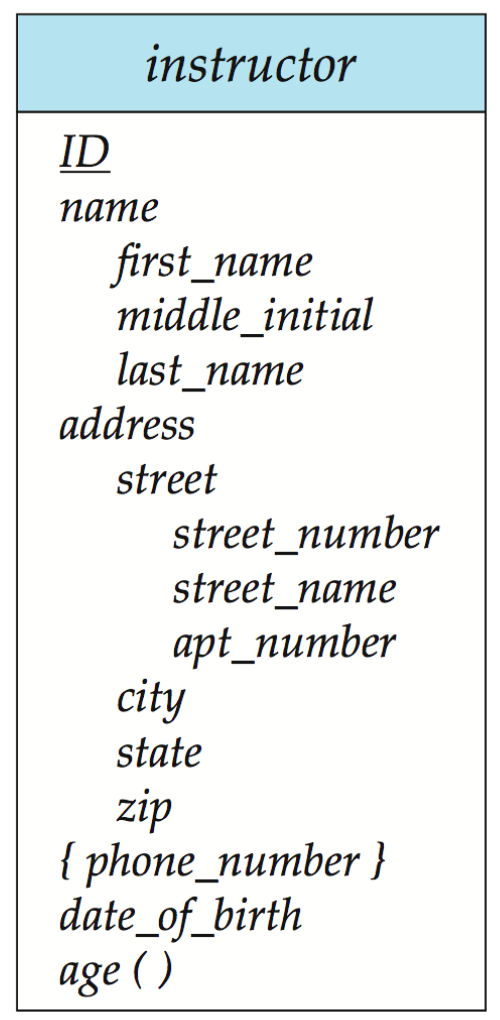 instructor
ID
name
first_name
middle_initial
last_name
address
street
street_number
street_name
apt_number
city
state
zip
{ phone_number }
date_of_birth
age ( )